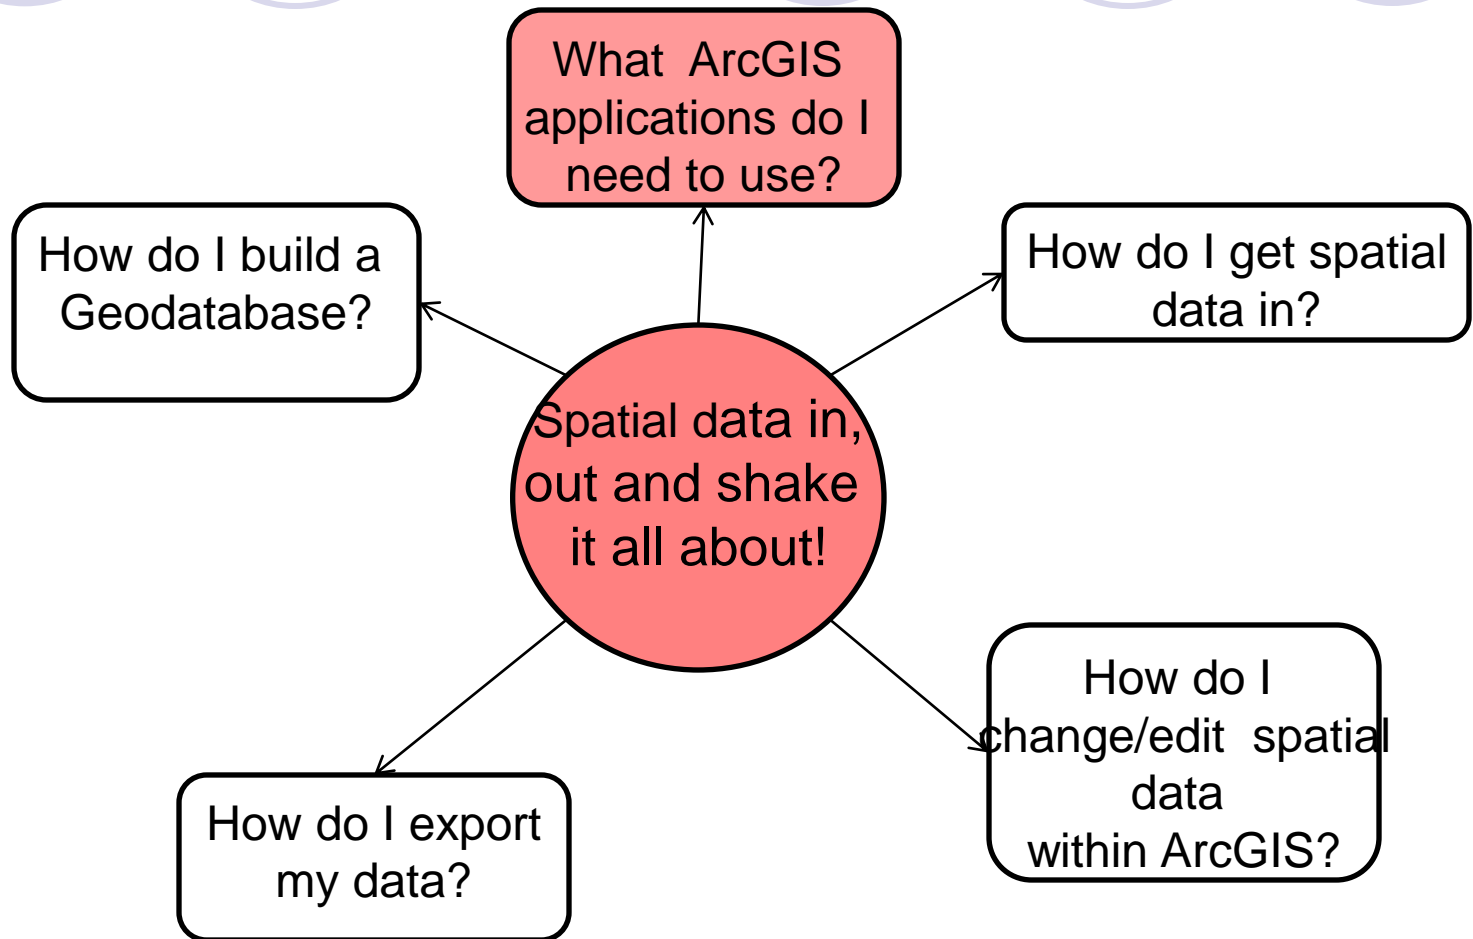 What ArcGIS
applications do I
need to use?
How do I build a
Geodatabase?
How do I get spatial
data in?
Spatial data in,
out and shake
it all about!
How do I
change/edit spatial
data
within ArcGIS?
How do I export
my data?